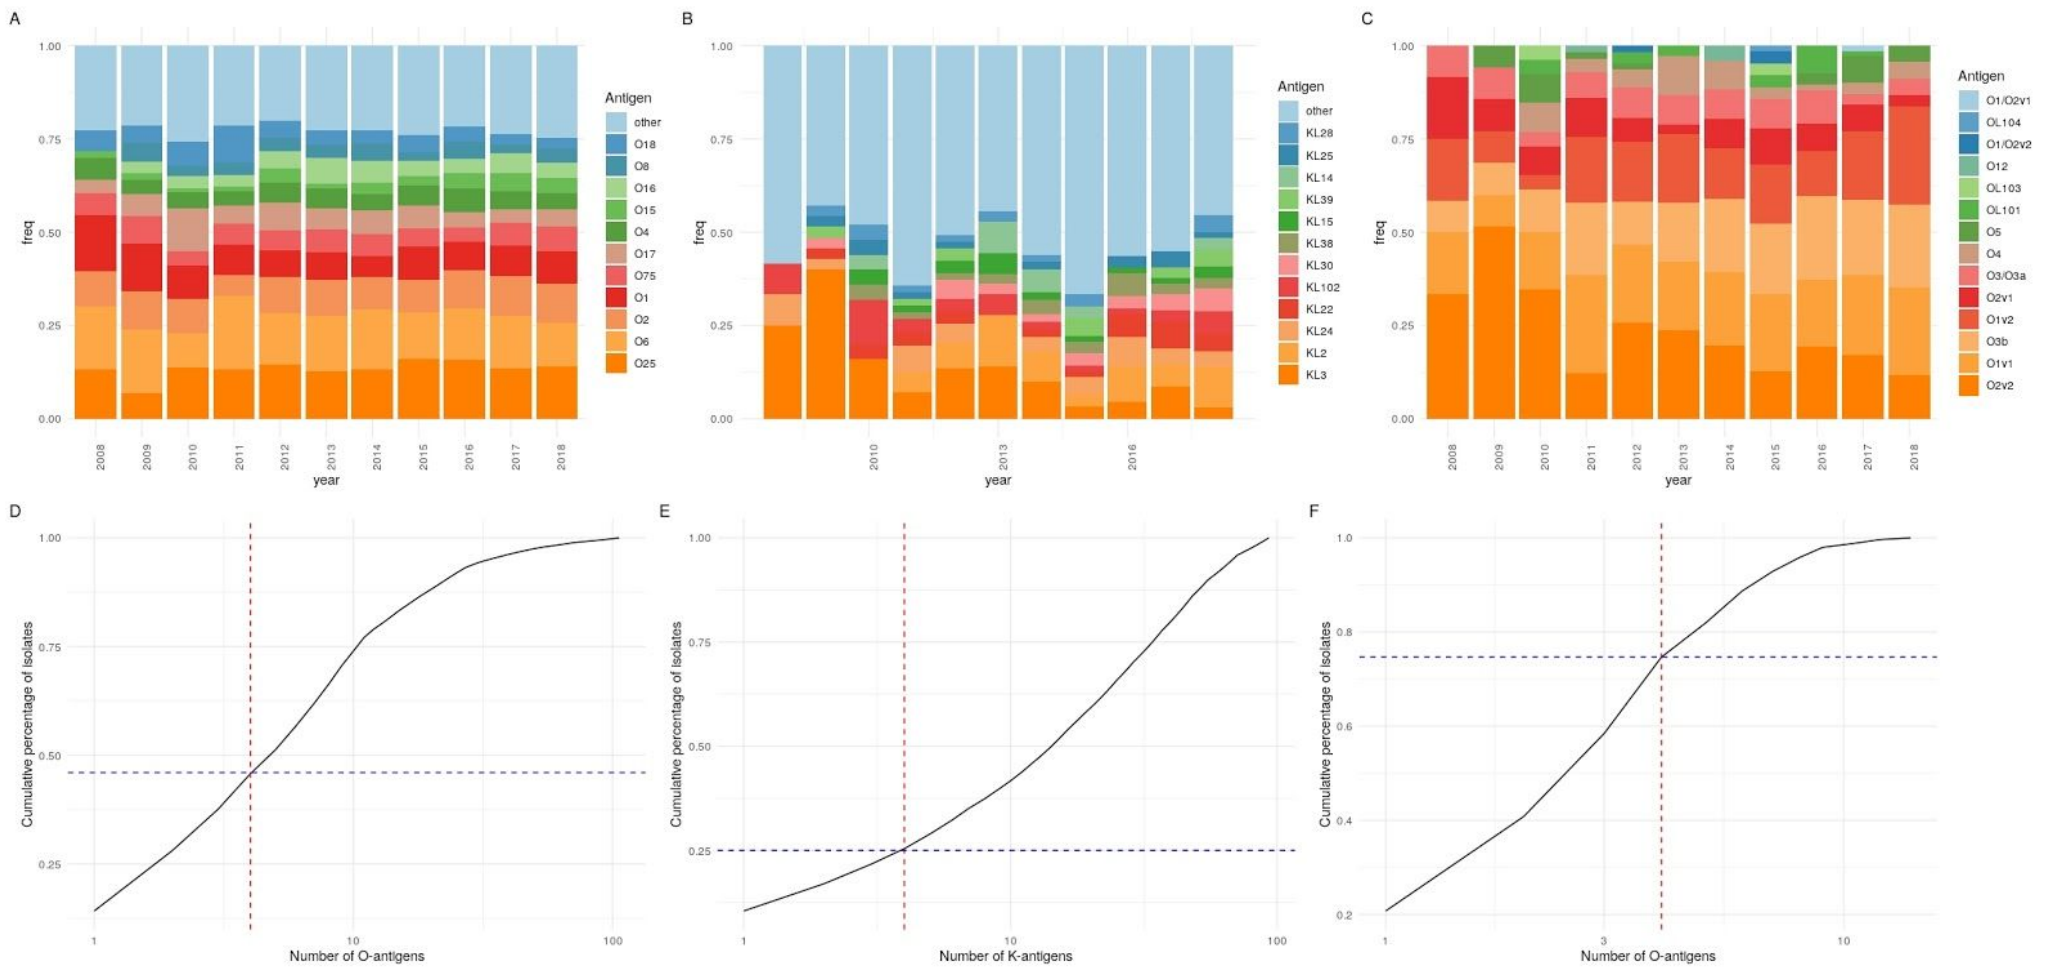 A
1.00
0.75
0.50
0.25
0.00
freq
2008
2009
2010
2011
2012
2013
2014
2015
2016
2017
2018
year
Antigen
other
O18
O8
O16
O15
O4
O17
O75
O1
O2
O6
O25
B
1.00
0.75
0.50
0.25
0.00
freq
2010
2013
2016
year
Antigen
other
KL28
KL25
KL14
KL39
KL15
KL38
KL30
KL102
KL22
KL24
KL2
KL3
C
1.00
0.75
0.50
0.25
0.00
freq
2008
2009
2010
2011
2012
2013
2014
2015
2016
2017
2018
year
Antigen
O1/O2v1
OL104
O1/O2v2
O12
OL103
OL101
O5
O4
O3/O3a
O2v1
O1v2
O3b
O1v1
O2v2
D
1.00
0.75
0.50
0.25
Cumulative percentage of isolates
1
10
100
Number of O-antigens
E
1.00
0.75
0.50
0.25
Cumulative percentage of isolates
1
10
100
Number of K-antigens
F
1.0
0.8
0.6
0.4
0.2
Cumulative percentage of isolates
1
3
10
Number of O-antigens